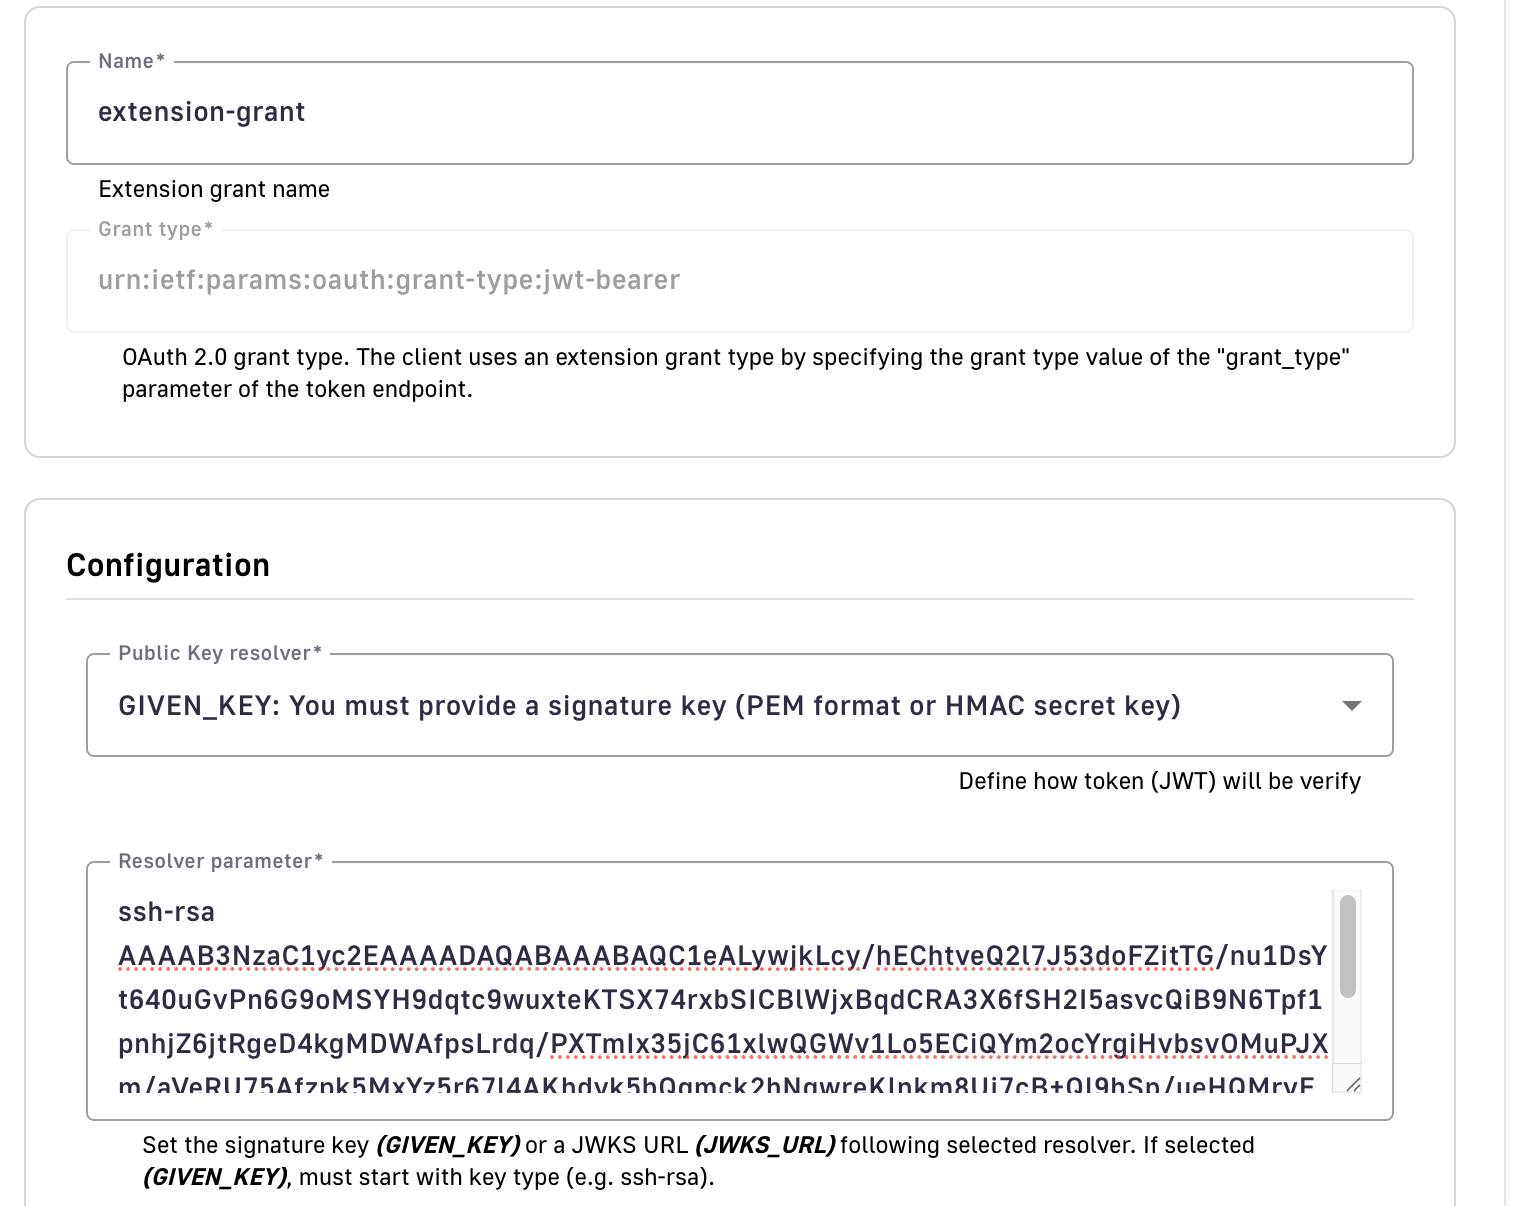 Name*
extension-grant
Extension grant name
Grant type*
urn:ietf:params:oauth:grant-type:jwt-bearer
OAuth 2.0 grant type. The client uses an extension grant type by specifying the grant type value of the "grant_type"
parameter of the token endpoint.
Configuration
Public Key resolver*
GIVEN_KEY: You must provide a signature key (PEM format or HMAC secret key)
Define how token (JWT) will be verify
Resolver parameter*
ssh-rsa
AAAAB3NzaC1yc2EAAAADAQABAAABAQC1eALywjkLcy/hEChtveQ2l7J53doFZitTG/nu1DsY
t640uGvPn6G9oMSYH9dqtc9wuxteKTSX74rxbSICBlWjxBqdCRA3X6fSH2I5asvcQiB9N6Tpf1
pnhjZ6jtRgeD4kgMDWAfpsLrdq/PXTmIx35jC61xlwQGWv1Lo5ECiQYm2ocYrgiHvbsvOMuPJX
Set the signature key (GIVEN_KEY) or a JWKS URL (JWKS_URL) following selected resolver. If selected
(GIVEN_KEY), must start with key type (e.g. ssh-rsa).